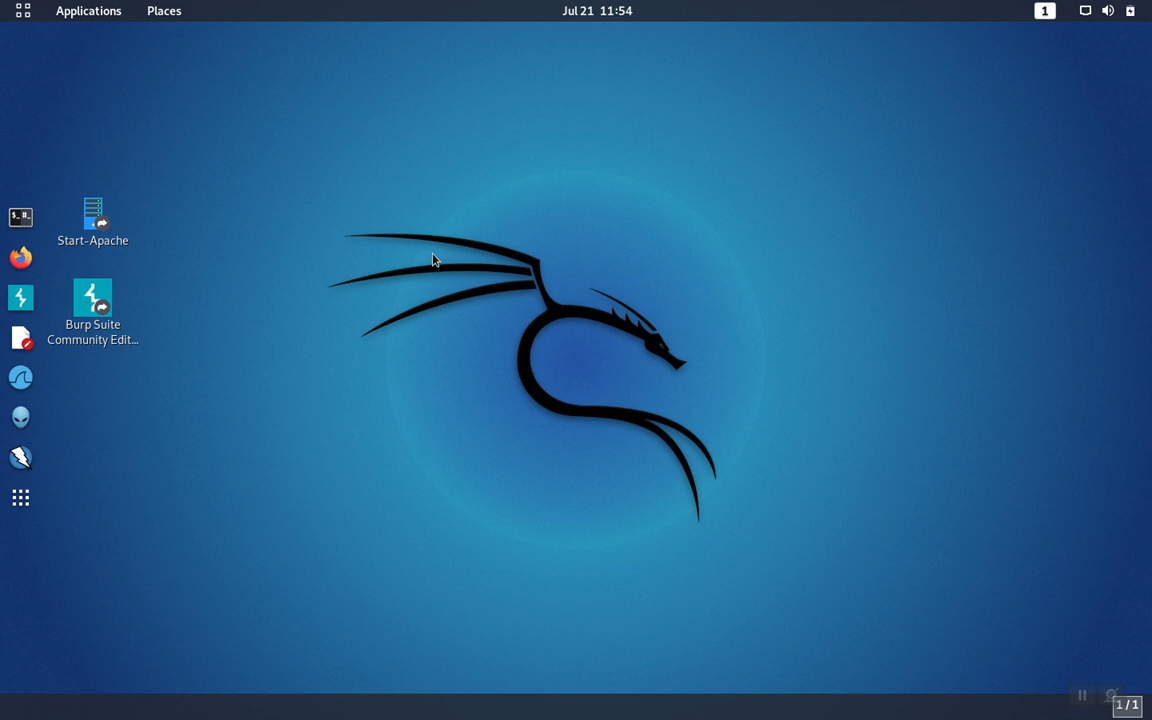 Applications Places Jul 21 11:54 1
$_ #_
Start-Apache
Burp Suite
Community Edit...
1 / 1